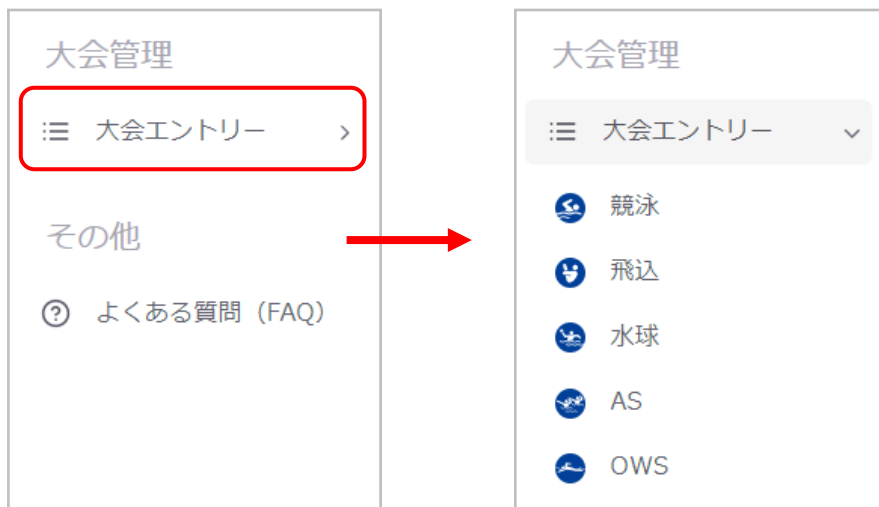 大会管理
大会エントリー
その他
よくある質問（FAQ）
大会管理
大会エントリー
競泳
飛込
水球
AS
OWS